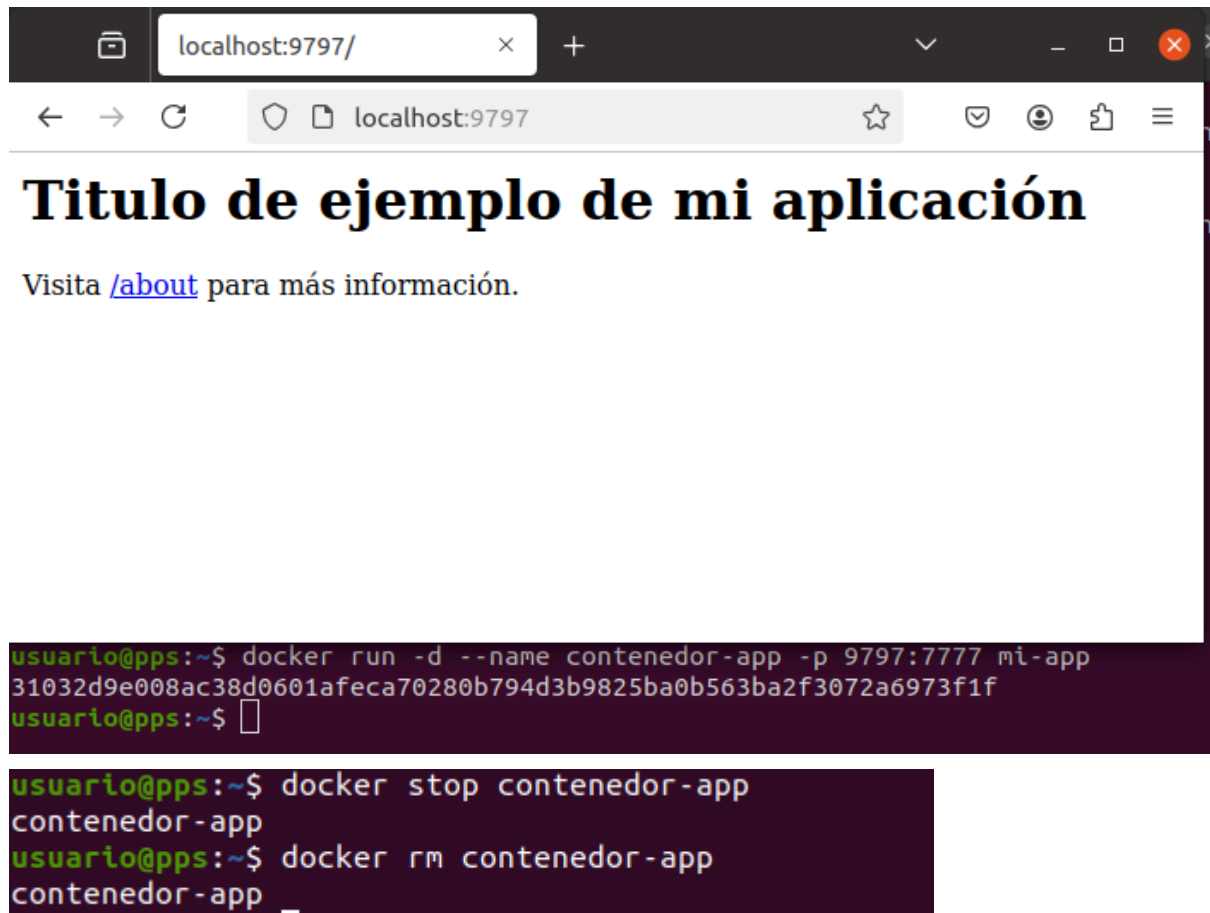 localhost:9797/
localhost:9797
Titulo de ejemplo de mi aplicación
Visita /about para más información.
usuario@pps:~$ docker run -d --name contenedor-app -p 9797:7777 mi-app
31032d9e008ac38d0601afeca70280b794d3b9825ba0b563ba2f3072a6973f1f
usuario@pps:~$
usuario@pps:~$ docker stop contenedor-app
contenedor-app
usuario@pps:~$ docker rm contenedor-app
contenedor-app